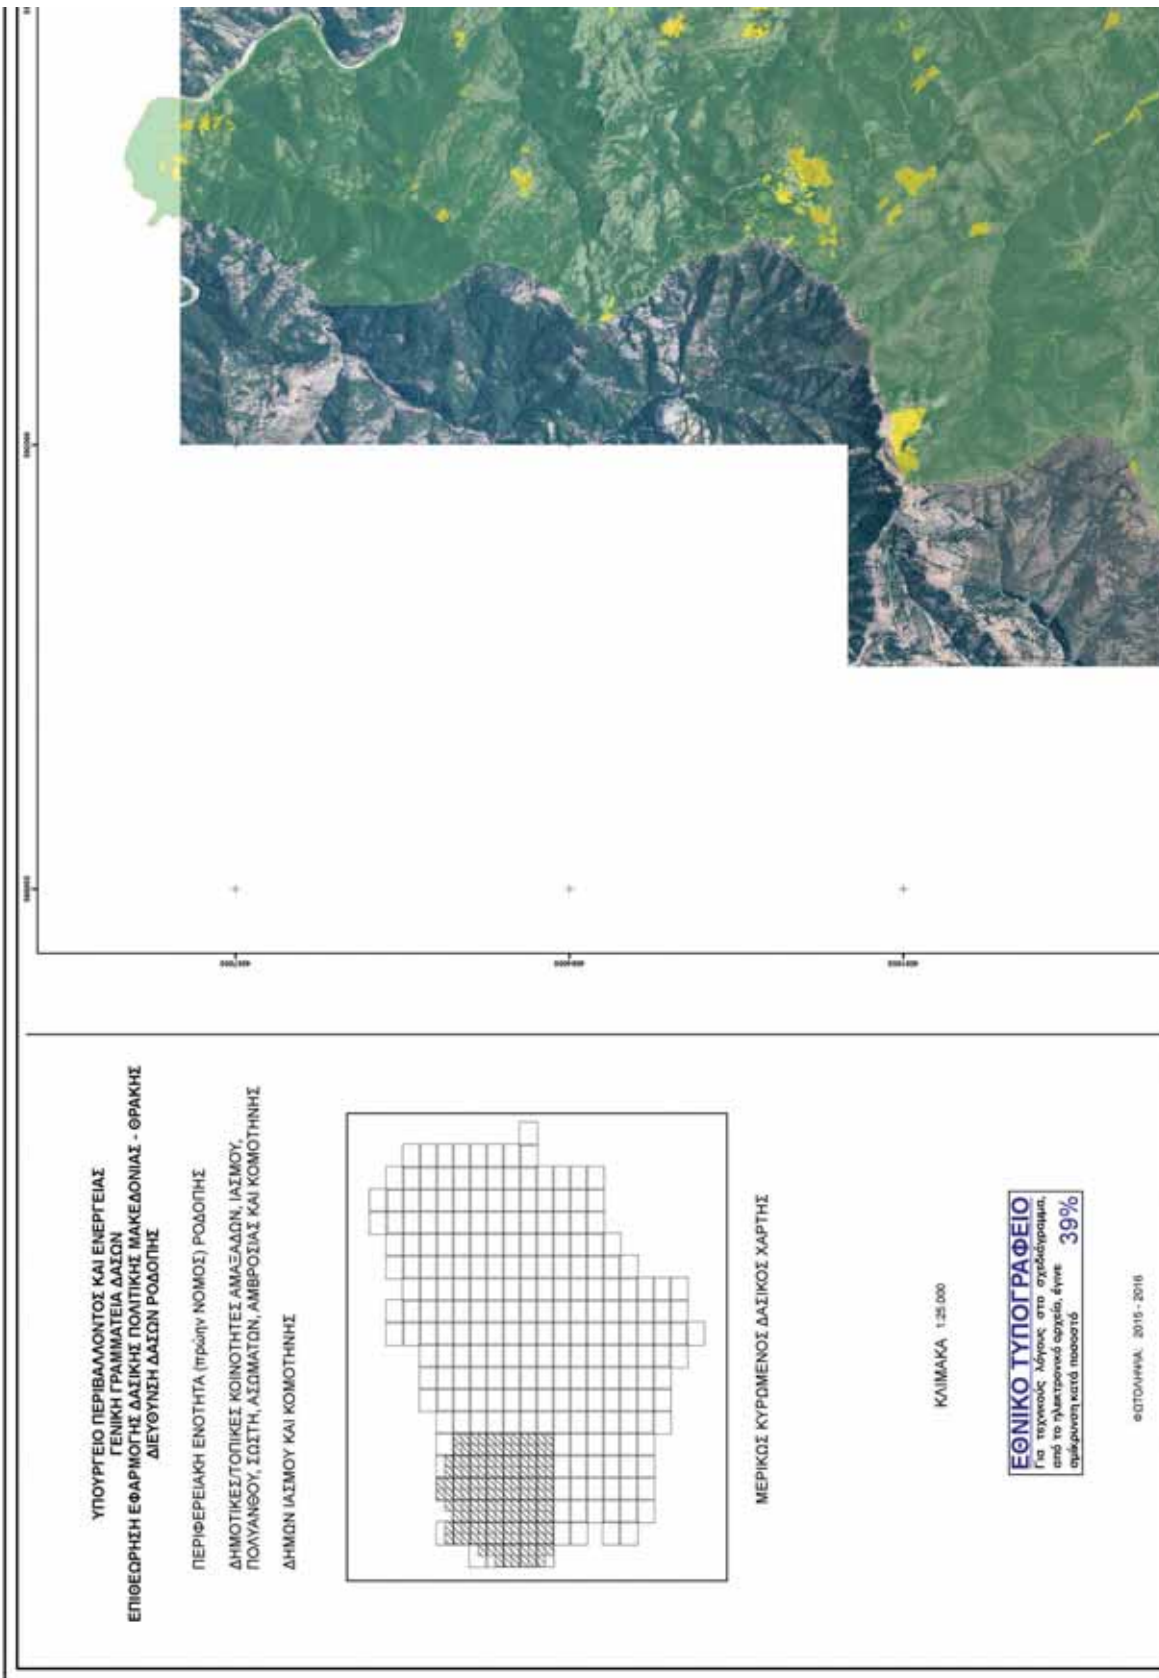 ΥΠΟΥΡΓΕΙΟ ΠΕΡΙΒΑΛΛΟΝΤΟΣ ΚΑΙ ΕΝΕΡΓΕΙΑΣ
ΓΕΝΙΚΗ ΓΡΑΜΜΑΤΕΙΑ ΔΑΣΩΝ
ΕΠΙΘΕΩΡΗΣΗ ΕΦΑΡΜΟΓΗΣ ΔΑΣΙΚΗΣ ΠΟΛΙΤΙΚΗΣ ΜΑΚΕΔΟΝΙΑΣ - ΘΡΑΚΗΣ
ΔΙΕΥΘΥΝΣΗ ΔΑΣΩΝ ΡΟΔΟΠΗΣ
ΠΕΡΙΦΕΡΕΙΑΚΗ ΕΝΟΤΗΤΑ (πρώην ΝΟΜΟΣ) ΡΟΔΟΠΗΣ
ΔΗΜΟΤΙΚΕΣ/ΤΟΠΙΚΕΣ ΚΟΙΝΟΤΗΤΕΣ ΑΜΑΞΑΔΩΝ, ΙΑΣΜΟΥ,
ΠΟΛΥΑΝΘΟΥ, ΣΩΣΤΗ, ΑΣΩΜΑΤΩΝ, ΑΜΒΡΟΣΙΑΣ ΚΑΙ ΚΟΜΟΤΗΝΗΣ
ΔΗΜΩΝ ΙΑΣΜΟΥ ΚΑΙ ΚΟΜΟΤΗΝΗΣ
ΜΕΡΙΚΩΣ ΚΥΡΩΜΕΝΟΣ ΔΑΣΙΚΟΣ ΧΑΡΤΗΣ
ΚΛΙΜΑΚΑ 1:25.000
ΕΘΝΙΚΟ ΤΥΠΟΓΡΑΦΕΙΟ
Για τεχνικούς λόγους στο σχεδιάγραμμα,
από το ηλεκτρονικό αρχείο, έγινε
σμίκρυνση κατά ποσοστό 39%
ΦΩΤΟΛΗΨΙΑ: 2015 - 2016